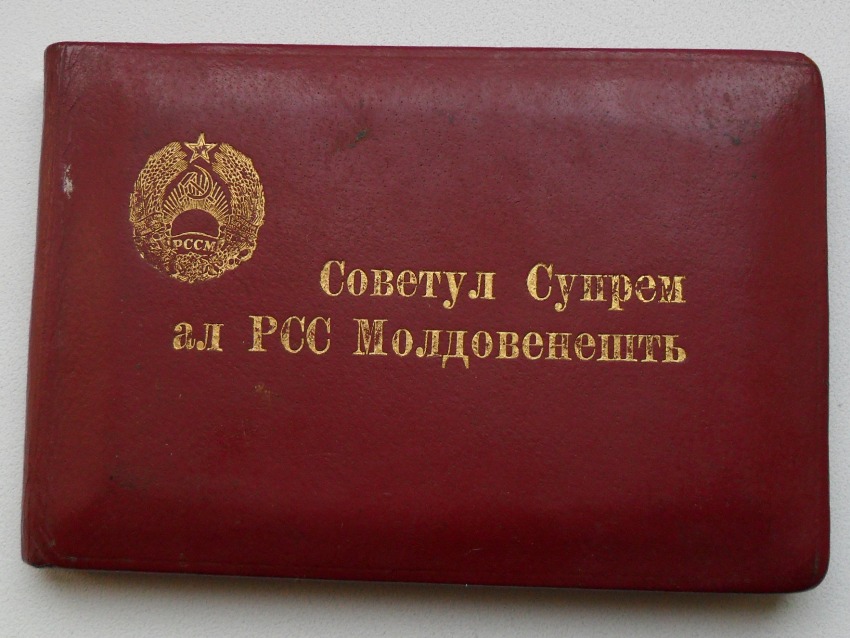 РССМ
Советул Супрем
ал РСС Молдовенешть